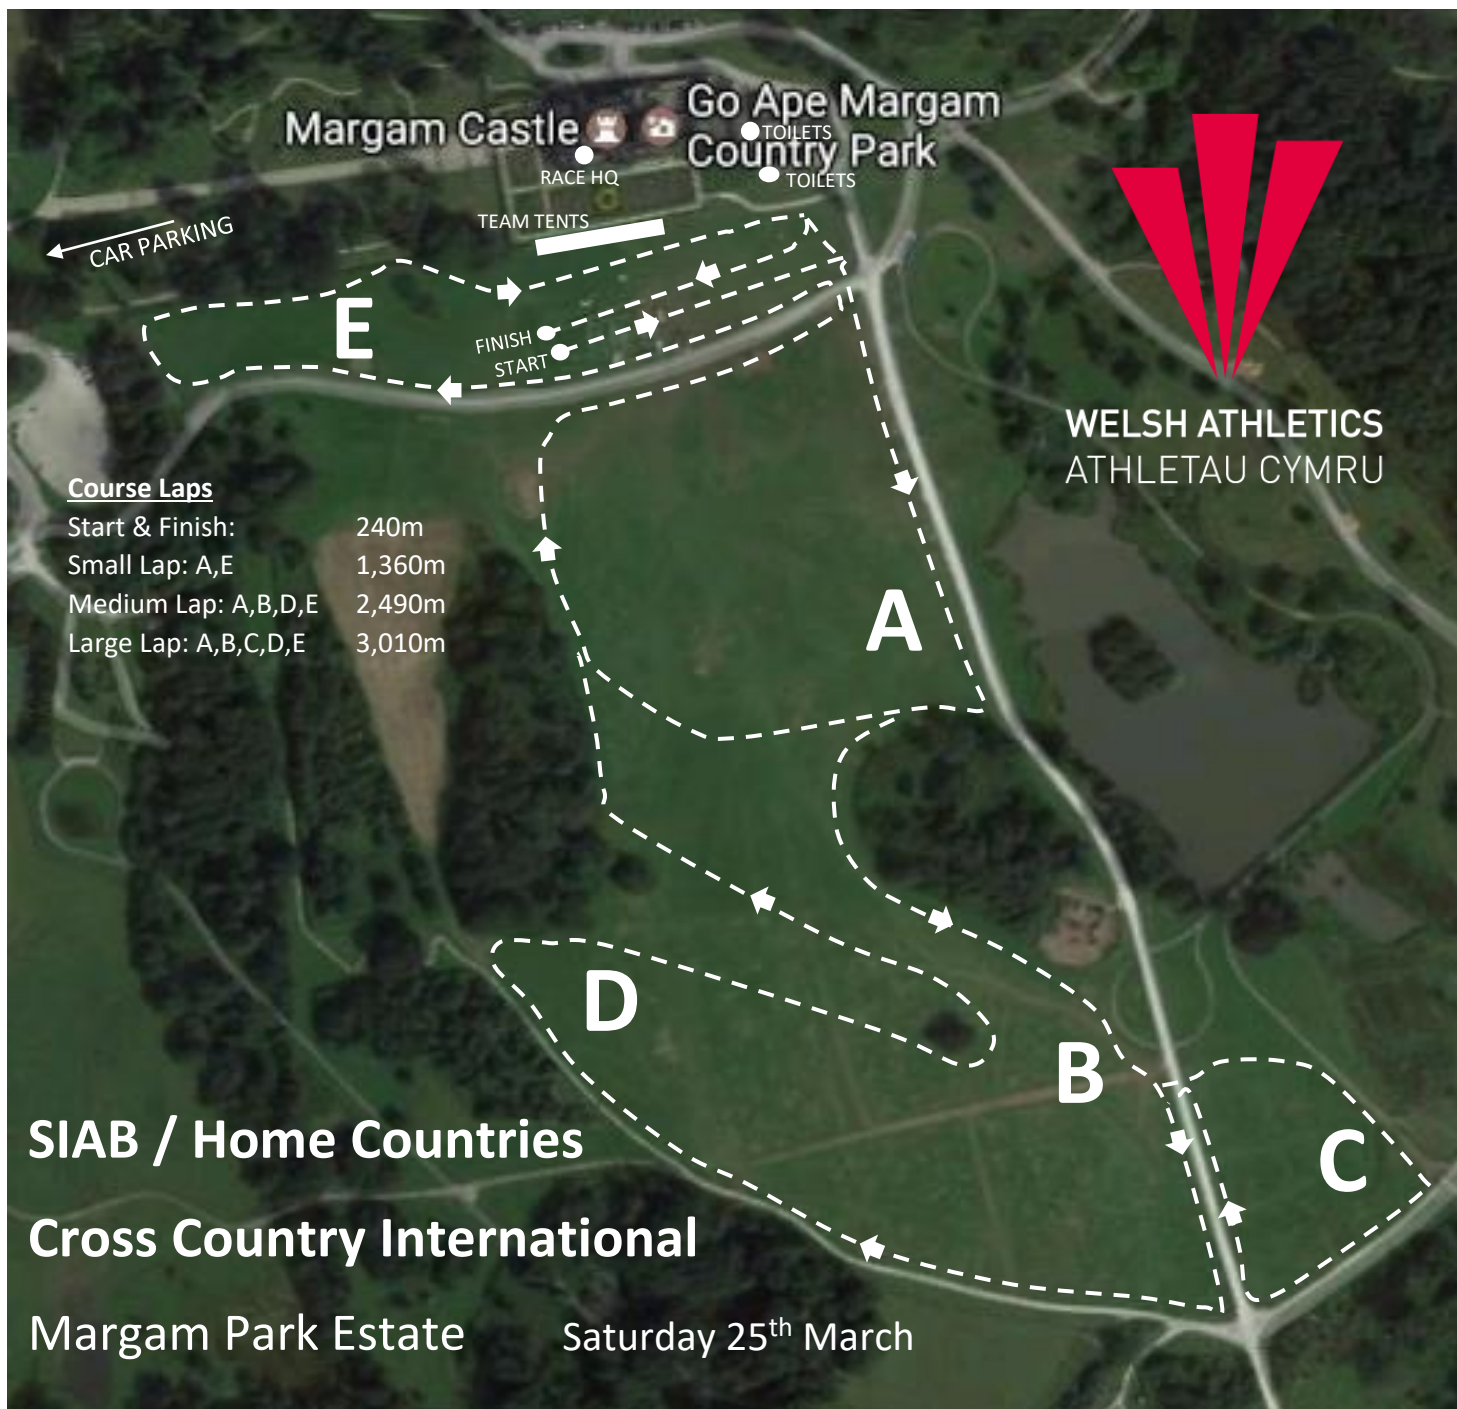 Margam Castle
Go Ape Margam
Country Park
TOILETS
TOILETS
RACE HQ
TEAM TENTS
CAR PARKING
E
FINISH
START
WELSH ATHLETICS
ATHLETAU CYMRU
Course Laps
Start & Finish: 240m
Small Lap: A,E 1,360m
Medium Lap: A,B,D,E 2,490m
Large Lap: A,B,C,D,E 3,010m
A
D
B
C
SIAB / Home Countries
Cross Country International
Margam Park Estate Saturday 25th March